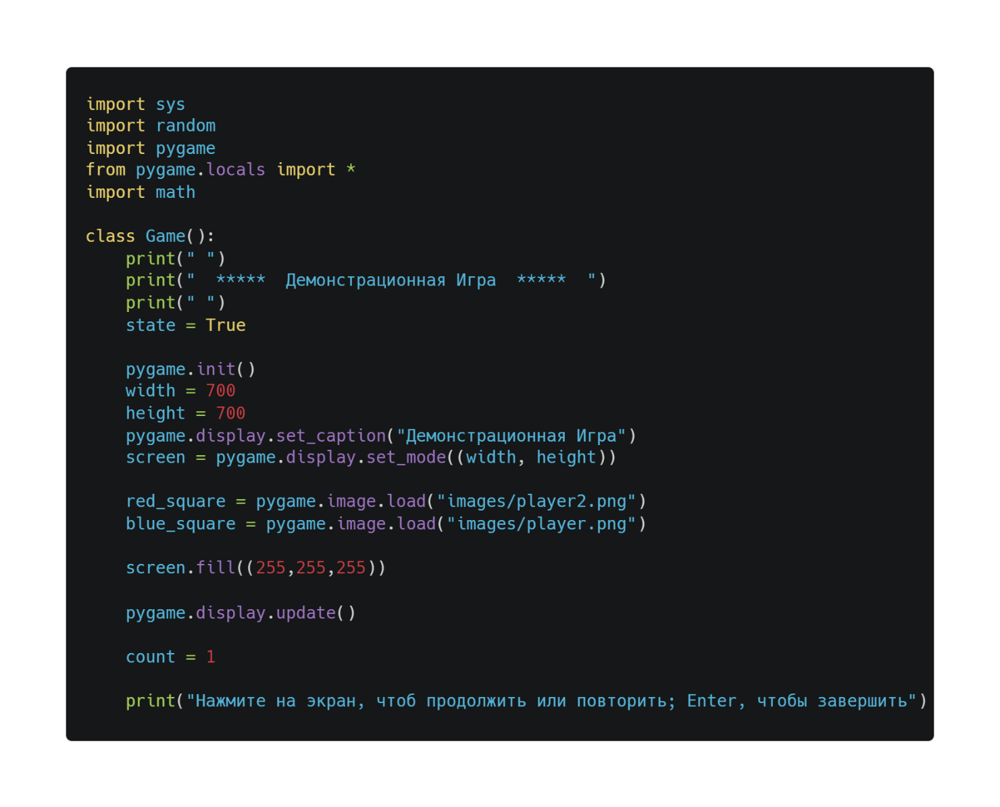 import sys
import random
import pygame
from pygame.locals import *
import math
class Game():
    print(" ")
    print("  *****  Демонстрационная Игра  *****  ")
    print(" ")
    state = True
    pygame.init()
    width = 700
    height = 700
    pygame.display.set_caption("Демонстрационная Игра")
    screen = pygame.display.set_mode((width, height))
    red_square = pygame.image.load("images/player2.png")
    blue_square = pygame.image.load("images/player.png")
    screen.fill((255,255,255))
    pygame.display.update()
    count = 1
    print("Нажмите на экран, чтоб продолжить или повторить; Enter, чтобы завершить")